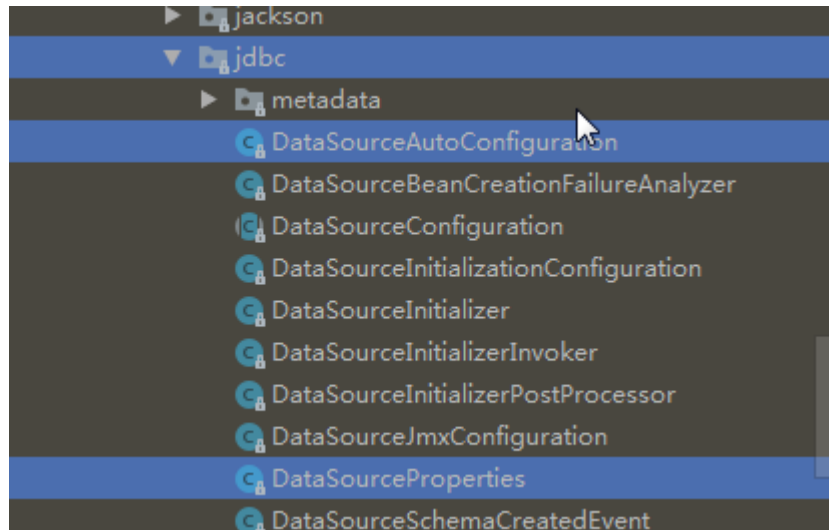 jackson
jdbc
metadata
DataSourceAutoConfiguration
DataSourceBeanCreationFailureAnalyzer
DataSourceConfiguration
DataSourceInitializationConfiguration
DataSourceInitializer
DataSourceInitializerInvoker
DataSourceInitializerPostProcessor
DataSourceJmxConfiguration
DataSourceProperties
DataSourceSchemaCreatedEvent